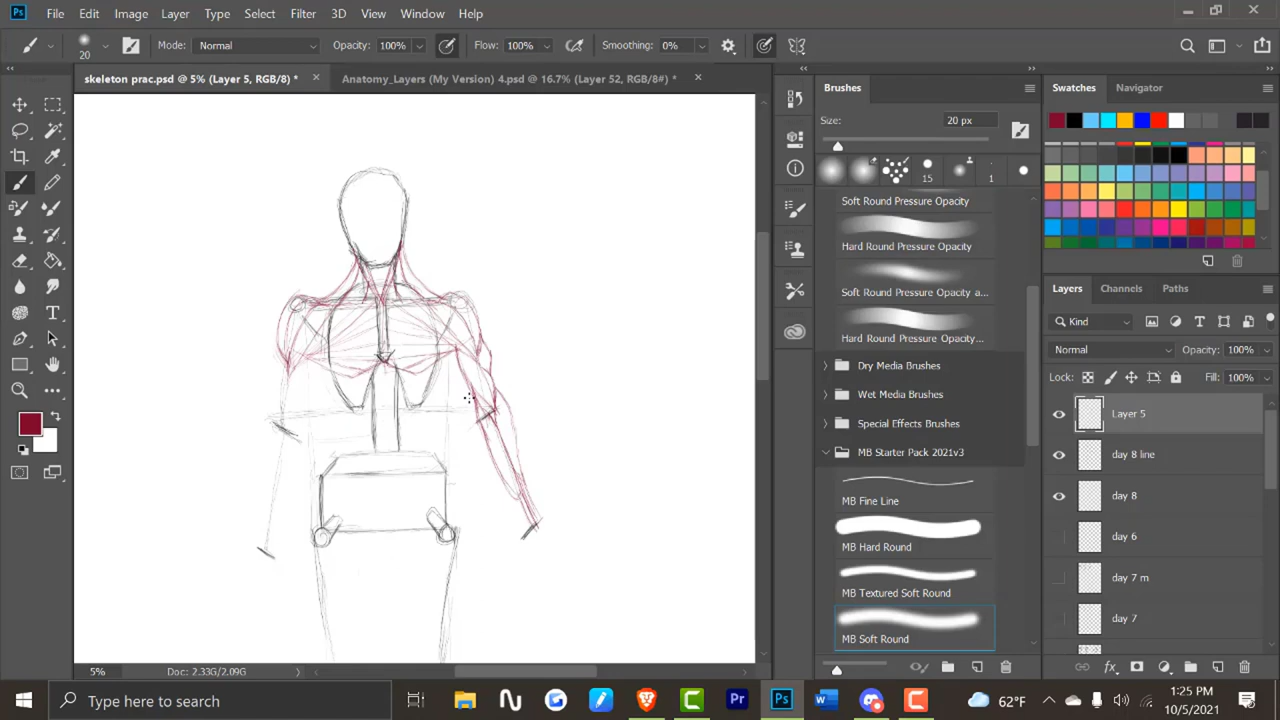 Ps File Edit Image Layer Type Select Filter 3D View Window Help
20 Mode: Normal Opacity: 100% Flow: 100% Smoothing: 0%
skeleton prac.psd @ 5% (Layer 5, RGB/8) * Anatomy_Layers (My Version) 4.psd @ 16.7% (Layer 52, RGB/8#) *
Brushes
Size: 20 px
15 1
Soft Round Pressure Opacity
Hard Round Pressure Opacity
Soft Round Pressure Opacity a...
Hard Round Pressure Opacity...
Dry Media Brushes
Wet Media Brushes
Special Effects Brushes
MB Starter Pack 2021v3
MB Fine Line
MB Hard Round
MB Textured Soft Round
MB Soft Round
Swatches Navigator
Layers Channels Paths
Kind
Normal Opacity: 100%
Lock: Fill: 100%
Layer 5
day 8 line
day 8
day 6
day 7 m
day 7
fx
5% Doc: 2.33G/2.09G
Type here to search
Pr Ps 62°F
1:25 PM
10/5/2021